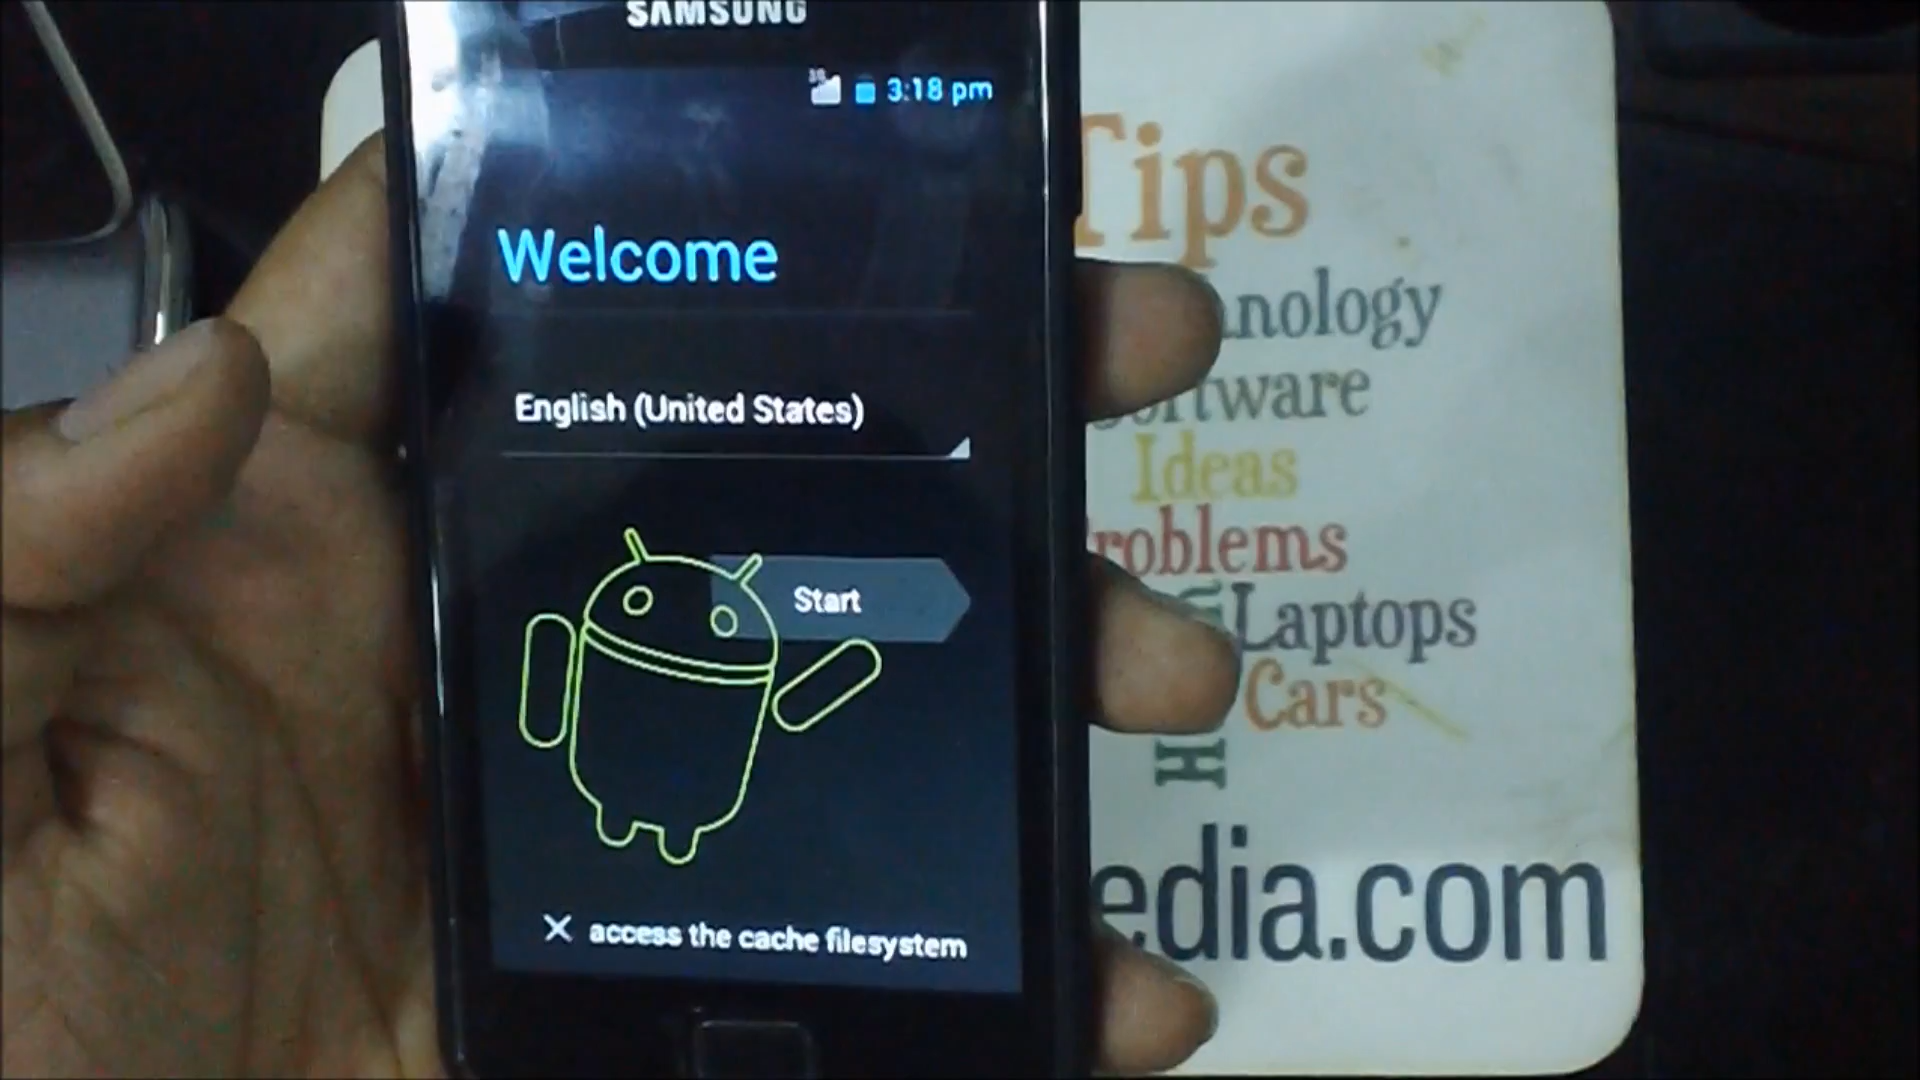 SAMSUNG
3G 3:18 pm
Welcome
English (United States)
Start
access the cache filesystem
Tips
nology
ftware
Ideas
roblems
Laptops
Cars
H
edia.com